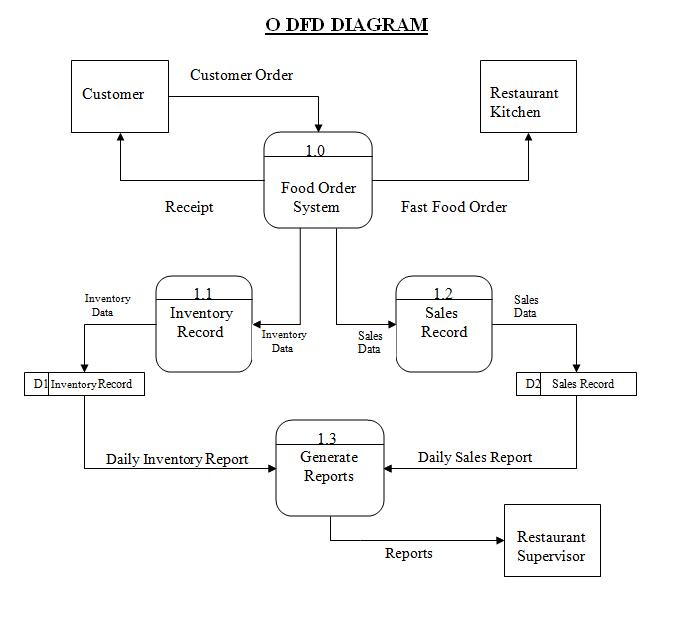 O DFD DIAGRAM
Customer Order
Customer
Restaurant
Kitchen
1.0
Food Order
System
Receipt
Fast Food Order
Inventory
Data
1.1
Inventory
Record
Inventory
Data
Sales
Data
1.2
Sales
Record
Sales
Data
D1 Inventory Record
D2 Sales Record
Daily Inventory Report
1.3
Generate
Reports
Daily Sales Report
Reports
Restaurant
Supervisor